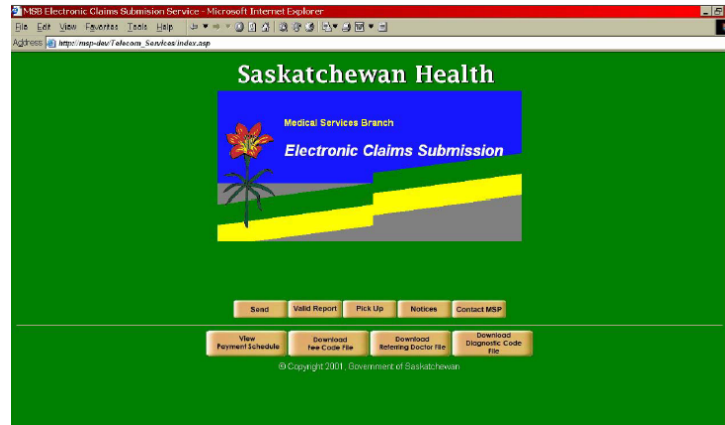 MSB Electronic Claims Submision Service - Microsoft Internet Explorer
File Edit View Favorites Tools Help
Address http://msp-dev/Telecom_Services/index.asp
Saskatchewan Health
Medical Services Branch
Electronic Claims Submission
Send Valid Report Pick Up Notices Contact MSP
View
Payment Schedule
Download
Fee Code File
Download
Referring Doctor File
Download
Diagnostic Code
File
© Copyright 2001, Government of Saskatchewan